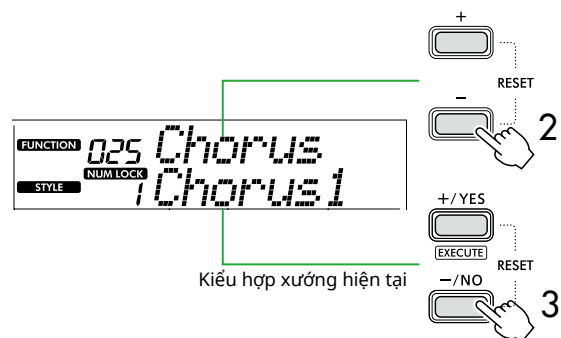 +
RESET
-
2
FUNCTION 025 Chorus
NUM LOCK
STYLE 1 Chorus1
+/YES
EXECUTE
RESET
Kiểu hợp xướng hiện tại
−/NO
3